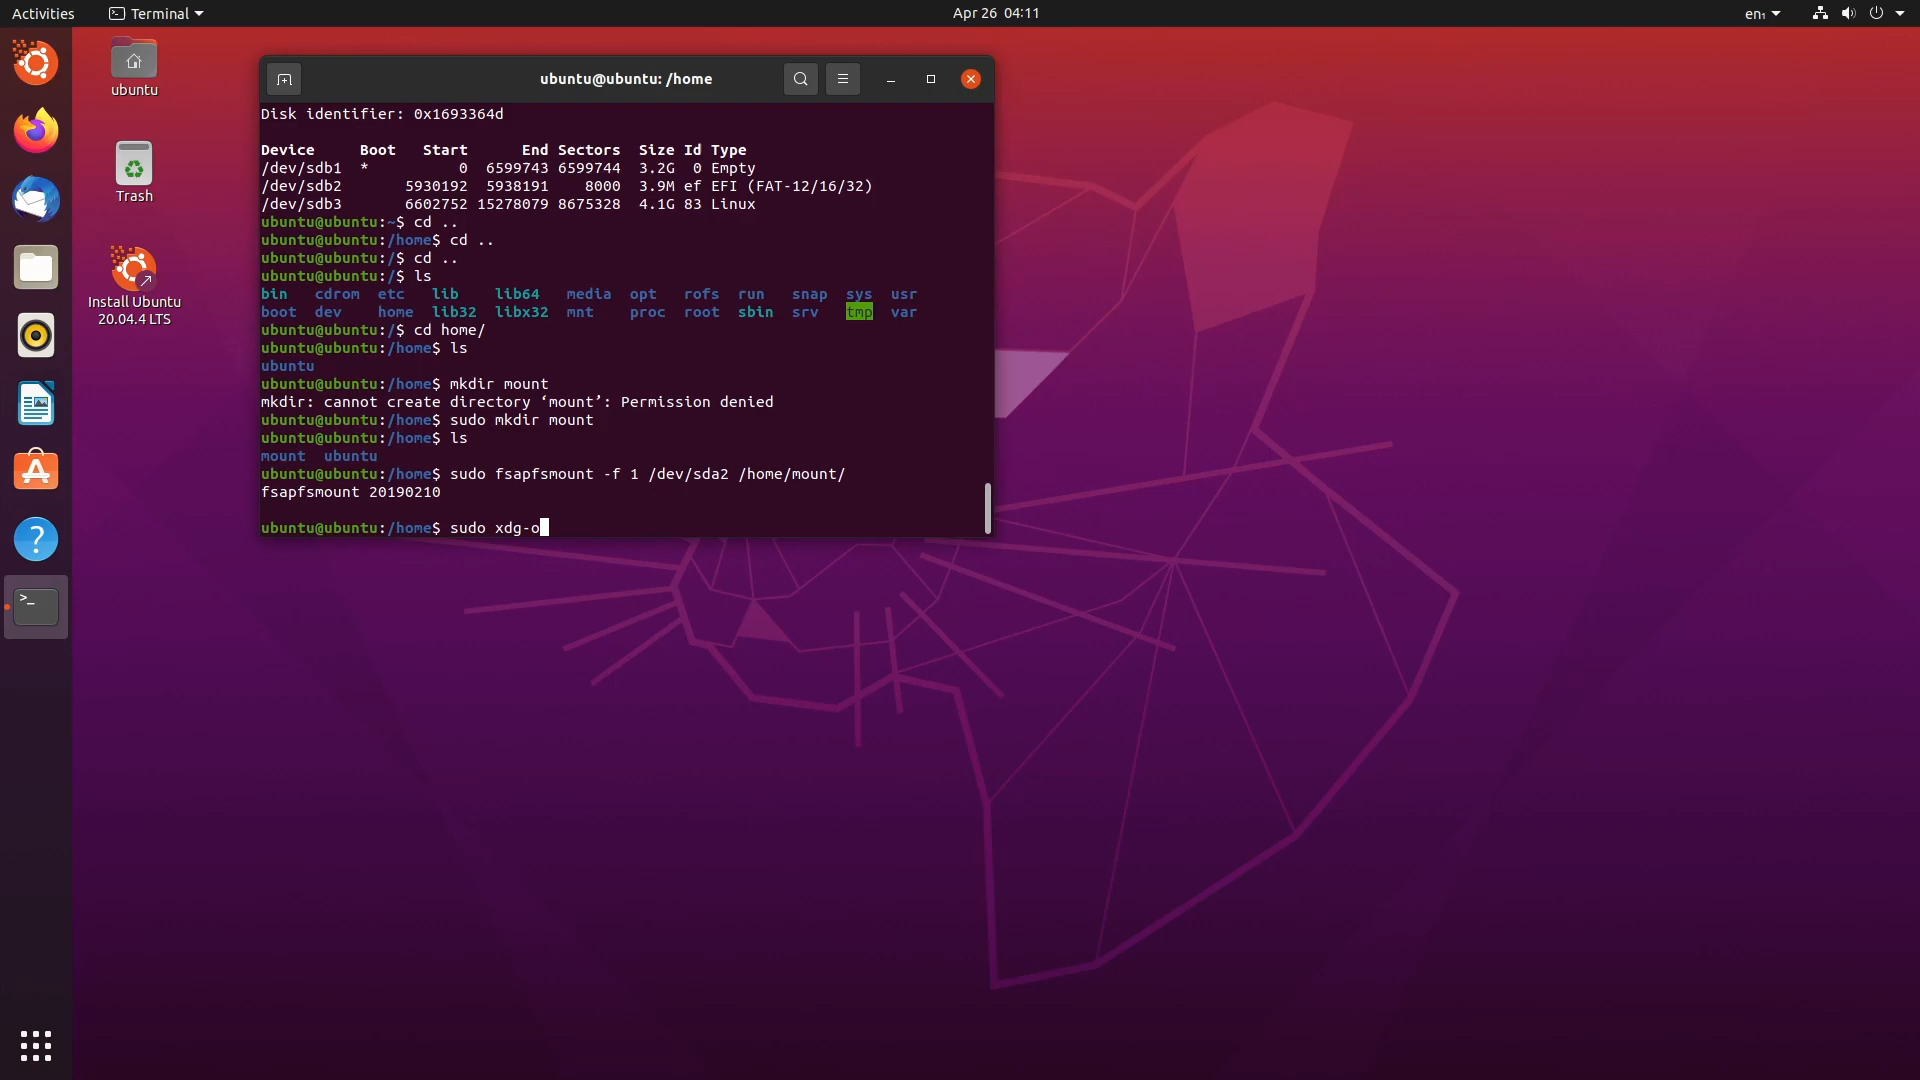 Activities
Terminal
Apr 26 04:11
en₁
ubuntu
Trash
Install Ubuntu
20.04.4 LTS
ubuntu@ubuntu: /home
Disk identifier: 0x1693364d
Device     Boot   Start      End Sectors  Size Id Type
/dev/sdb1  *          0  6599743 6599744  3.2G  0 Empty
/dev/sdb2       5930192  5938191    8000  3.9M ef EFI (FAT-12/16/32)
/dev/sdb3       6602752 15278079 8675328  4.1G 83 Linux
ubuntu@ubuntu:~$ cd ..
ubuntu@ubuntu:/home$ cd ..
ubuntu@ubuntu:/$ cd ..
ubuntu@ubuntu:/$ ls
bin   cdrom  etc   lib    lib64   media  opt   rofs  run   snap  sys  usr
boot  dev    home  lib32  libx32  mnt    proc  root  sbin  srv   tmp  var
ubuntu@ubuntu:/$ cd home/
ubuntu@ubuntu:/home$ ls
ubuntu
ubuntu@ubuntu:/home$ mkdir mount
mkdir: cannot create directory ‘mount’: Permission denied
ubuntu@ubuntu:/home$ sudo mkdir mount
ubuntu@ubuntu:/home$ ls
mount  ubuntu
ubuntu@ubuntu:/home$ sudo fsapfsmount -f 1 /dev/sda2 /home/mount/
fsapfsmount 20190210
ubuntu@ubuntu:/home$ sudo xdg-o